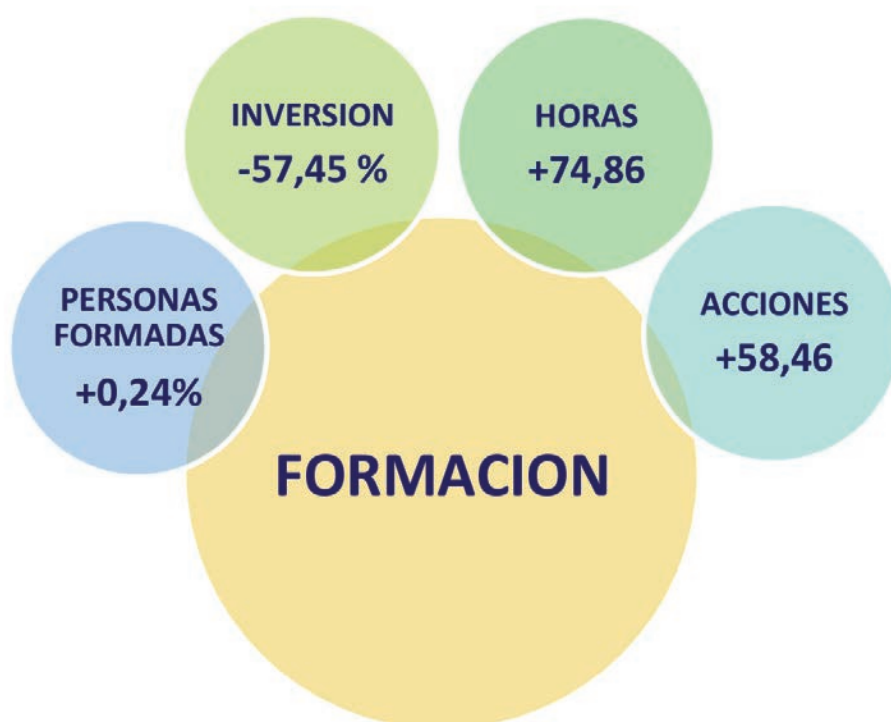 INVERSION
-57,45 %
HORAS
+74,86
PERSONAS
FORMADAS
+0,24%
ACCIONES
+58,46
FORMACION